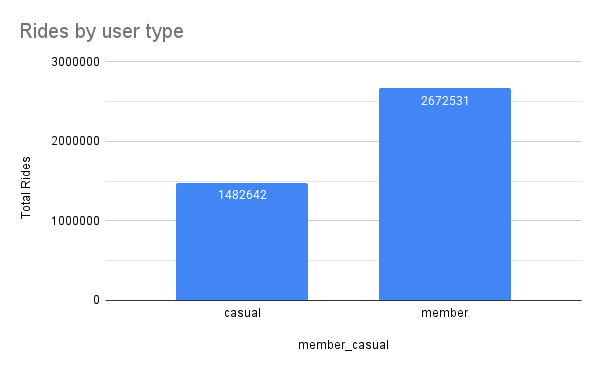 Rides by user type
3000000
2672531
2000000
1482642
1000000
0
Total Rides
casual
member
member_casual